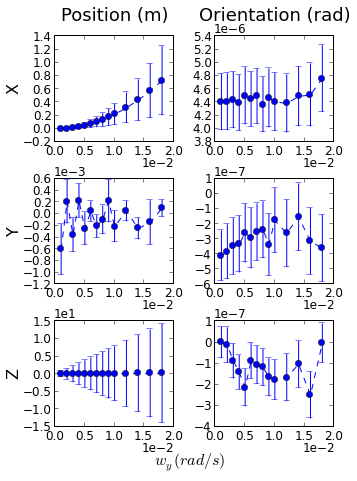 Position (m) Orientation (rad)
1e−6
1.4 5.6
1.2 5.4
1.0 5.2
0.8 5.0
0.6 4.8
X 0.4 4.6
0.2 4.4
0.0 4.2
−0.2 4.0
3.8
0.0 0.5 1.0 1.5 2.0 0.0 0.5 1.0 1.5 2.0
1e−3 1e−2 1e−7 1e−2
0.6 1
0.4 0
0.2 −1
0.0 −2
−0.2 −3
Y −0.4 −4
−0.6 −5
−0.8 −6
−1.0
−1.2
0.0 0.5 1.0 1.5 2.0 0.0 0.5 1.0 1.5 2.0
1e1 1e−2 1e−7 1e−2
1.5 1
1.0 0
0.5 −1
Z 0.0 −2
−0.5 −3
−1.0 −4
−1.5
0.0 0.5 1.0 1.5 2.0 0.0 0.5 1.0 1.5 2.0
1e−2 1e−2
w_y(rad/s)